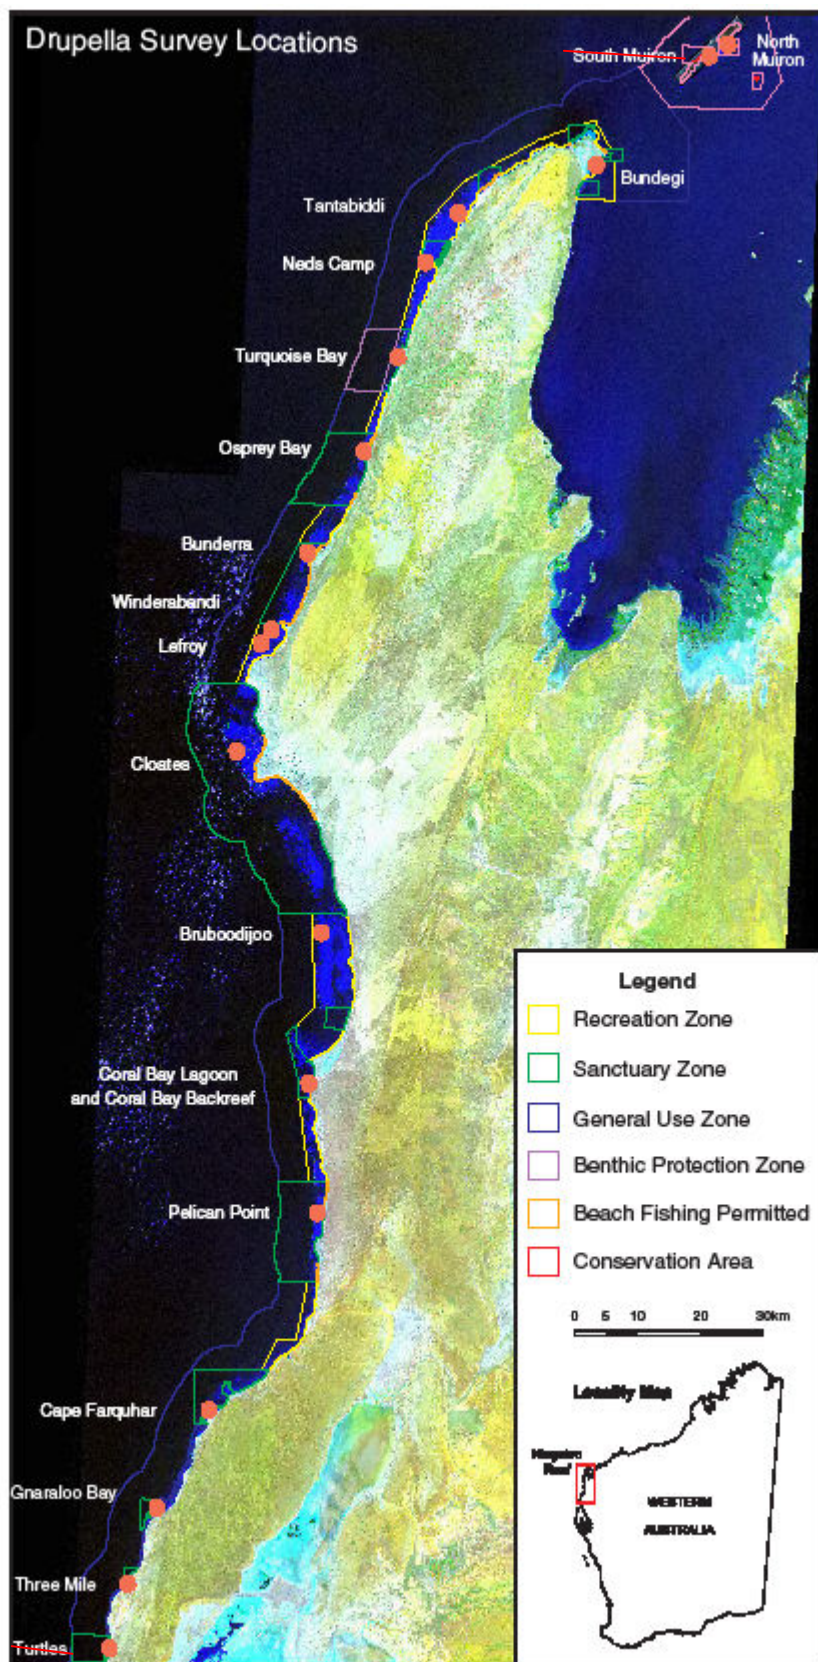 Drupella Survey Locations
South Muiron
North
Muiron
Bundegi
Tantabiddi
Neds Camp
Turquoise Bay
Osprey Bay
Bunderra
Winderabandi
Lefroy
Cloates
Bruboodijoo
Coral Bay Lagoon
and Coral Bay Backreef
Pelican Point
Cape Farquhar
Gnaraloo Bay
Three Mile
Turtles
Legend
Recreation Zone
Sanctuary Zone
General Use Zone
Benthic Protection Zone
Beach Fishing Permitted
Conservation Area
0 5 10 20 30km
Locality Map
Ningaloo
Reef
WESTERN
AUSTRALIA